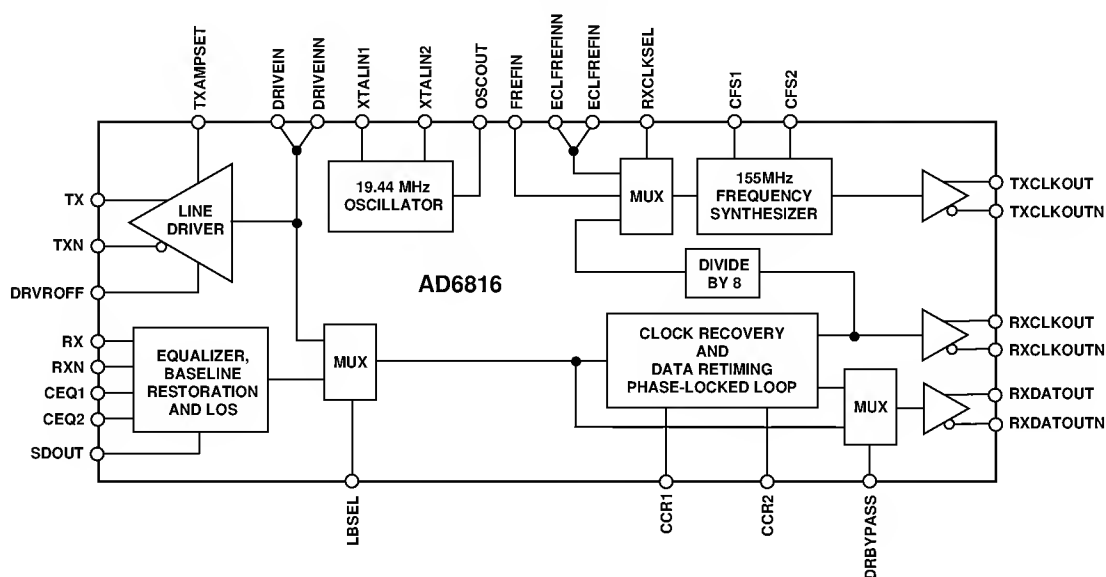 TXAMPSET
DRIVEIN
DRIVEINN
XTALIN1
XTALIN2
OSCOUT
FREFIN
ECLFREFINN
ECLFREFIN
RXCLKSEL
CFS1
CFS2
TX
TXN
DRVROFF
LINE
DRIVER
19.44 MHz
OSCILLATOR
MUX
155MHz
FREQUENCY
SYNTHESIZER
TXCLKOUT
TXCLKOUTN
DIVIDE
BY 8
AD6816
RX
RXN
CEQ1
CEQ2
SDOUT
EQUALIZER,
BASELINE
RESTORATION
AND LOS
MUX
CLOCK RECOVERY
AND
DATA RETIMING
PHASE-LOCKED LOOP
MUX
RXCLKOUT
RXCLKOUTN
RXDATOUT
RXDATOUTN
LBSEL
CCR1
CCR2
DRBYPASS